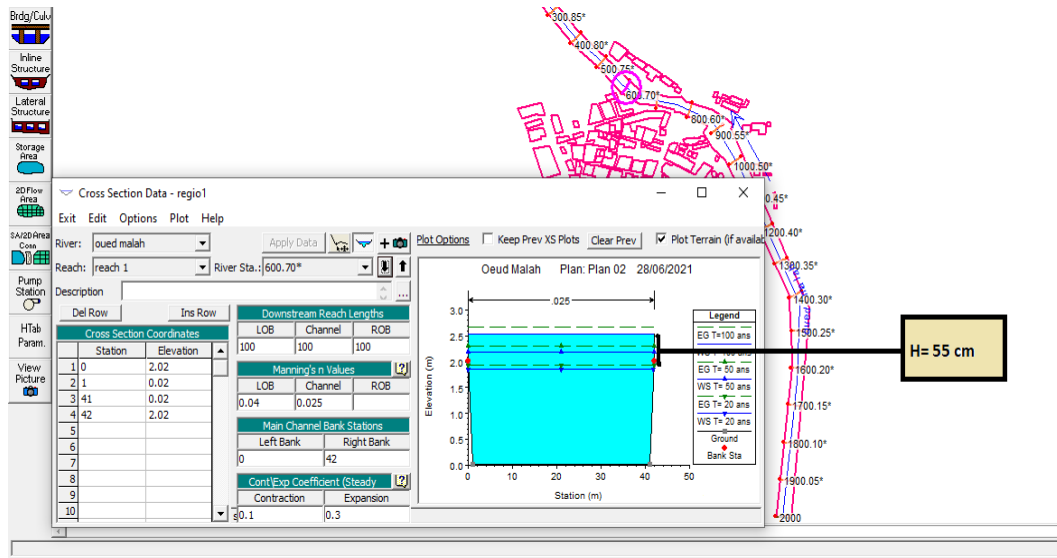 Brdg/Culv
Inline
Structure
Lateral
Structure
Storage
Area
2D Flow
Area
SA/2D Area
Conn
Pump
Station
HTab
Param.
View
Picture
300.85*
400.80*
500.75*
600.70*
800.60*
900.55*
1000.50*
0.45*
1200.40*
1300.35*
1400.30*
1500.25*
1600.20*
1700.15*
1800.10*
1900.05*
2000
Cross Section Data - regio1
Exit Edit Options Plot Help
River: oued malah
Apply Data
+
Reach: reach 1
River Sta.: 600.70*
Description
...
Del Row
Ins Row
Cross Section Coordinates
Station Elevation
1 0 2.02
2 1 0.02
3 41 0.02
4 42 2.02
5
6
7
8
9
10
Downstream Reach Lengths
LOB Channel ROB
100 100 100
Manning's n Values
?
LOB Channel ROB
0.04 0.025
Main Channel Bank Stations
Left Bank Right Bank
0 42
Cont\Exp Coefficient (Steady
?
Contraction Expansion
0.1 0.3
Plot Options
Keep Prev XS Plots
Clear Prev
Plot Terrain (if availab
Oeud Malah Plan: Plan 02 28/06/2021
.025
3.0
2.5
2.0
1.5
1.0
0.5
0.0
0 10 20 30 40 50
Elevation (m)
Station (m)
Legend
EG T=100 ans
WS T=100 ans
EG T= 50 ans
WS T= 50 ans
EG T= 20 ans
WS T= 20 ans
Ground
Bank Sta
H= 55 cm